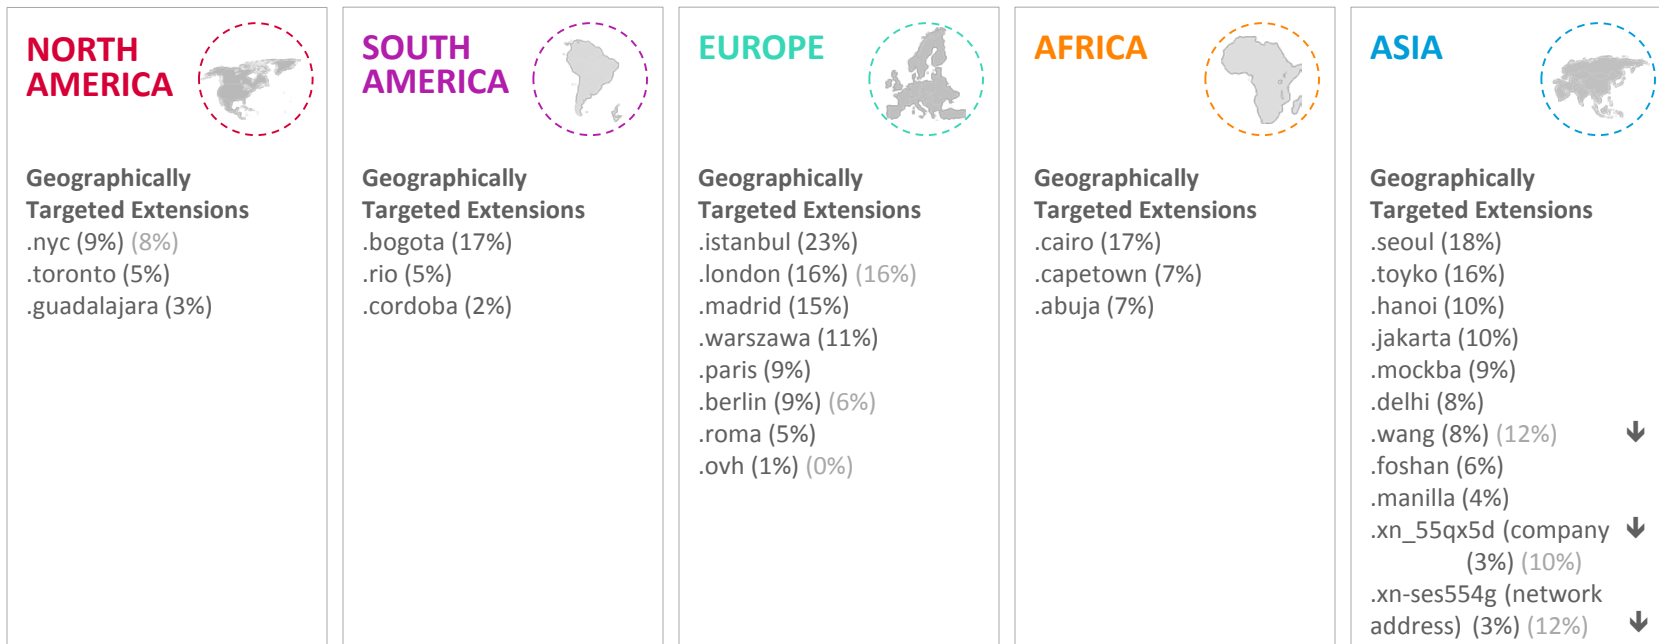 NORTH
AMERICA
Geographically
Targeted Extensions
.nyc (9%) (8%)
.toronto (5%)
.guadalajara (3%)
SOUTH
AMERICA
Geographically
Targeted Extensions
.bogota (17%)
.rio (5%)
.cordoba (2%)
EUROPE
Geographically
Targeted Extensions
.istanbul (23%)
.london (16%) (16%)
.madrid (15%)
.warszawa (11%)
.paris (9%)
.berlin (9%) (6%)
.roma (5%)
.ovh (1%) (0%)
AFRICA
Geographically
Targeted Extensions
.cairo (17%)
.capetown (7%)
.abuja (7%)
ASIA
Geographically
Targeted Extensions
.seoul (18%)
.toyko (16%)
.hanoi (10%)
.jakarta (10%)
.mockba (9%)
.delhi (8%)
.wang (8%) (12%)
.foshan (6%)
.manilla (4%)
.xn_55qx5d (company
(3%) (10%)
.xn-ses554g (network
address) (3%) (12%)